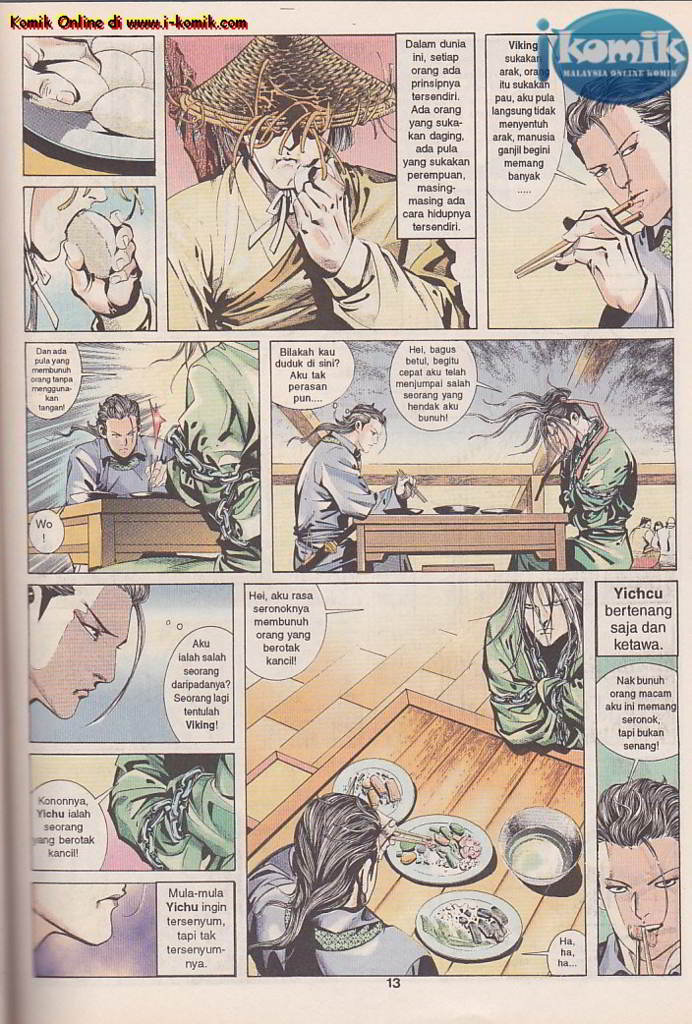 Komik Online di www.i-komik.com
ikomik
MALAYSIA ONLINE KOMIK
Dalam dunia
ini, setiap
orang ada
prinsipnya
tersendiri.
Ada orang
yang suka-
kan daging,
ada pula
yang sukakan
perempuan,
masing-
masing ada
cara hidupnya
tersendiri.
Viking
sukakan
arak, orang
itu sukakan
pau, aku pula
langsung tidak
menyentuh
arak, manusia
ganjil begini
memang
banyak
.....
Dan ada
pula yang
membunuh
orang tanpa
mengguna-
kan
tangan!
Wo
!
Bilakah kau
duduk di sini?
Aku tak
perasan
pun....
Hei, bagus
betul, begitu
cepat aku telah
menjumpai salah
seorang yang
hendak aku
bunuh!
Aku
ialah salah
seorang
daripadanya?
Seorang lagi
tentulah
Viking!
Kononnya,
Yichu ialah
seorang
yang berotak
kancil!
Mula-mula
Yichu ingin
tersenyum,
tapi tak
tersenyum-
nya.
Hei, aku rasa
seronoknya
membunuh
orang yang
berotak
kancil!
Ha,
ha,
ha...
Yichcu
bertenang
saja dan
ketawa.
Nak bunuh
orang macam
aku ini memang
seronok,
tapi bukan
senang!
13